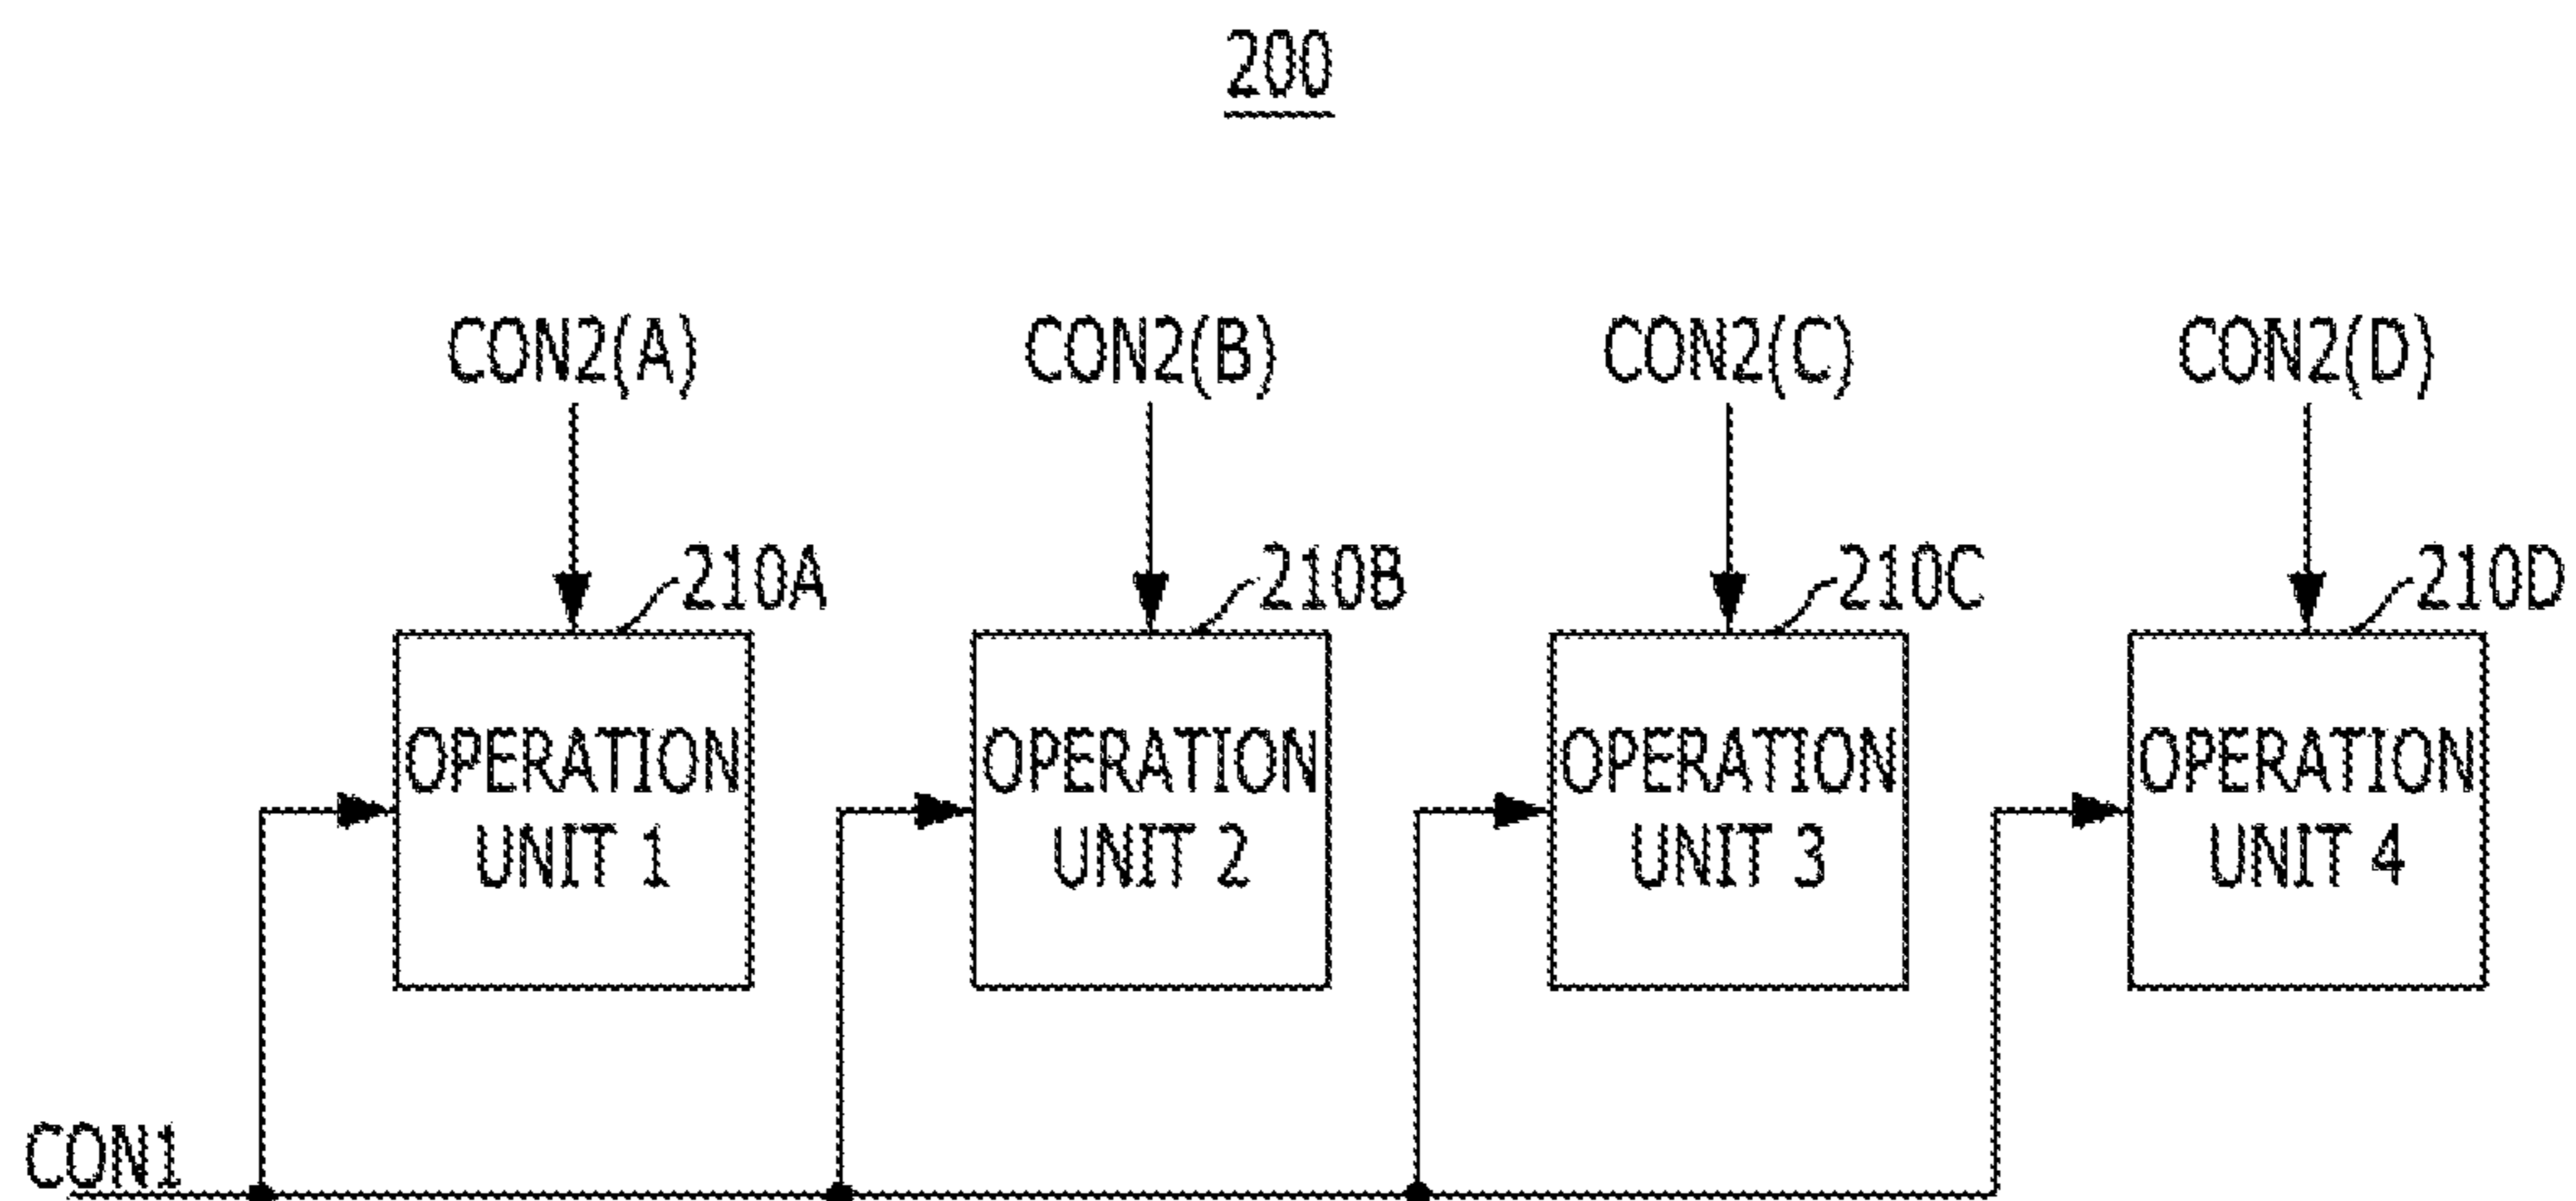 200
CON2(A) CON2(B) CON2(C) CON2(D)
210A 210B 210C 210D
OPERATION UNIT 1
OPERATION UNIT 2
OPERATION UNIT 3
OPERATION UNIT 4
CON1